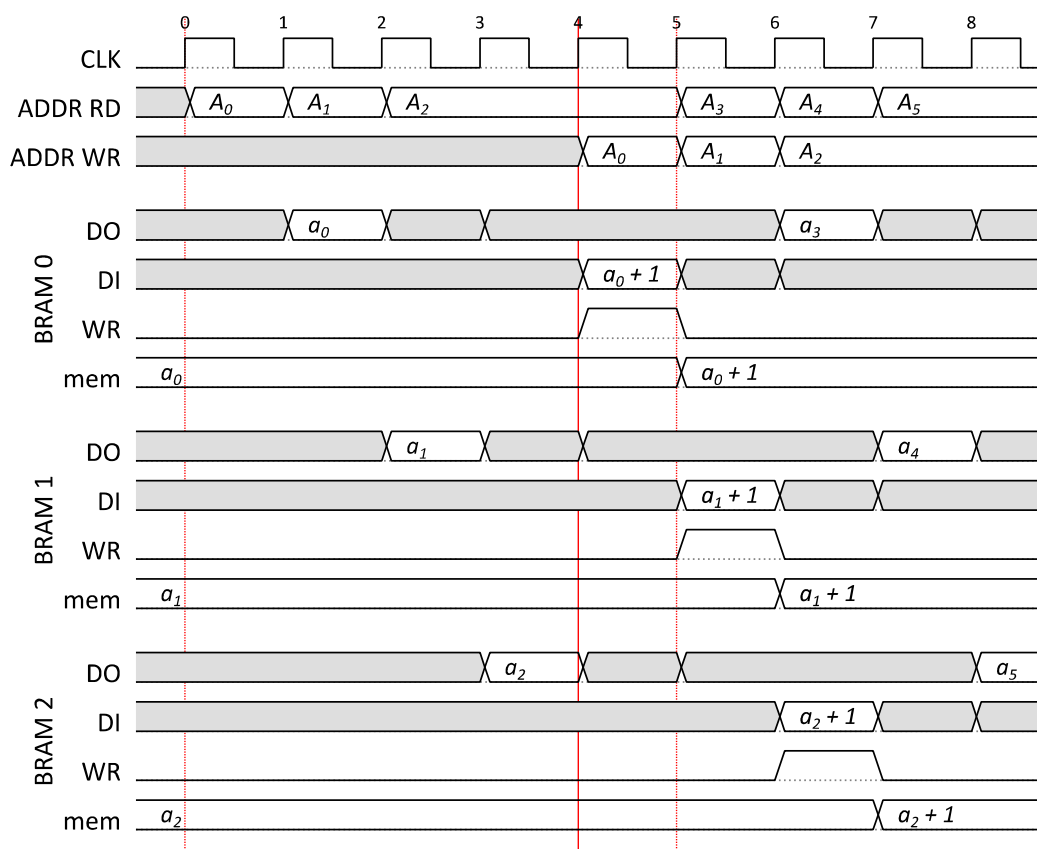 0 1 2 3 4 5 6 7 8
CLK
ADDR RD A₀ A₁ A₂ A₃ A₄ A₅
ADDR WR A₀ A₁ A₂
BRAM 0
DO a₀ a₃
DI a₀ + 1
WR
mem a₀ a₀ + 1
BRAM 1
DO a₁ a₄
DI a₁ + 1
WR
mem a₁ a₁ + 1
BRAM 2
DO a₂ a₅
DI a₂ + 1
WR
mem a₂ a₂ + 1